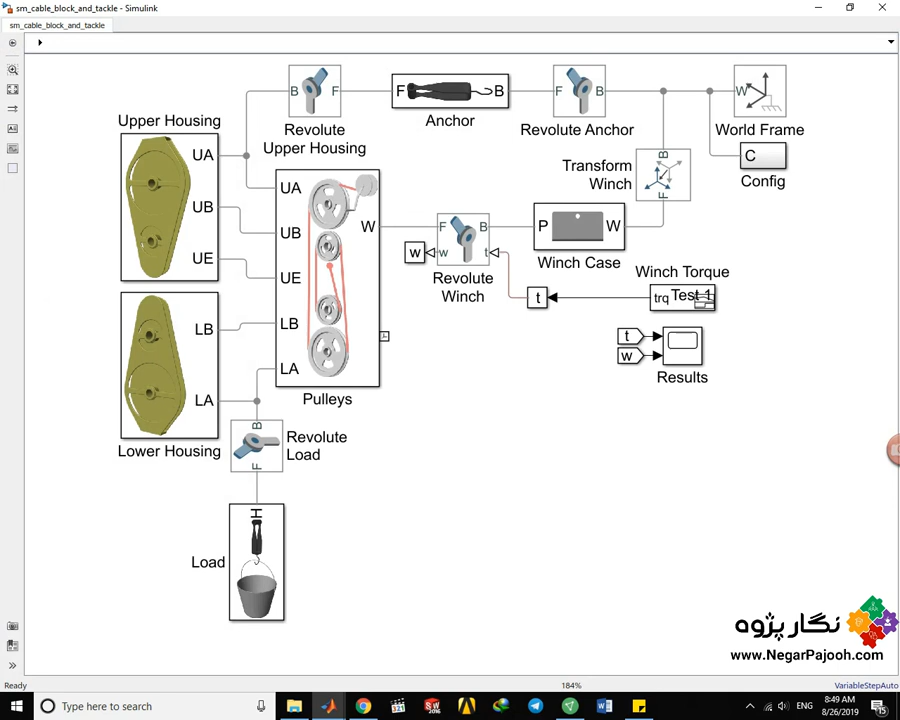 sm_cable_block_and_tackle - Simulink
sm_cable_block_and_tackle
Upper Housing
UA
UB
UE
B
F
Revolute
Upper Housing
F
B
Anchor
F
B
Revolute Anchor
W
World Frame
C
Config
Transform
Winch
B
F
UA
UB
UE
LB
LA
W
Pulleys
F
B
w
t
w
Revolute
Winch
P
W
Winch Case
Winch Torque
trq
Test 1
t
t
w
Results
LB
LA
Lower Housing
B
F
Revolute
Load
H
Load
نگار پژوه
www.NegarPajooh.com
Ready
184%
VariableStepAuto
Type here to search
ENG
8:49 AM
8/26/2019